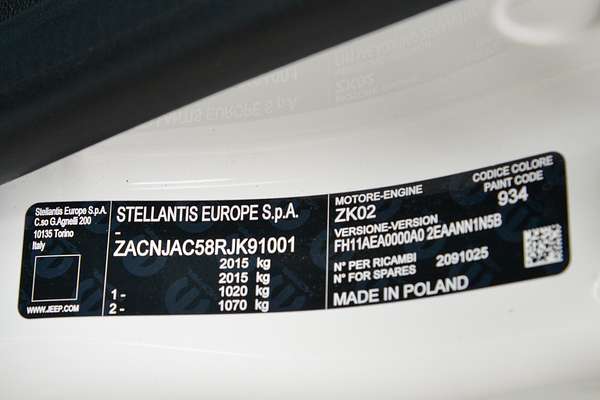 Stellantis Europe S.p.A.
C.so G.Agnelli 200
10135 Torino
Italy
WWW.JEEP.COM
STELLANTIS EUROPE S.p.A.
-
ZACNJAC58RJK91001
2015 kg
2015 kg
1 - 1020 kg
2 - 1070 kg
MOTORE-ENGINE
ZK02
VERSIONE-VERSION
FH11AEA0000A0 2EAANN1N5B
N° PER RICAMBI
N° FOR SPARES 2091025
MADE IN POLAND
CODICE COLORE
PAINT CODE
934